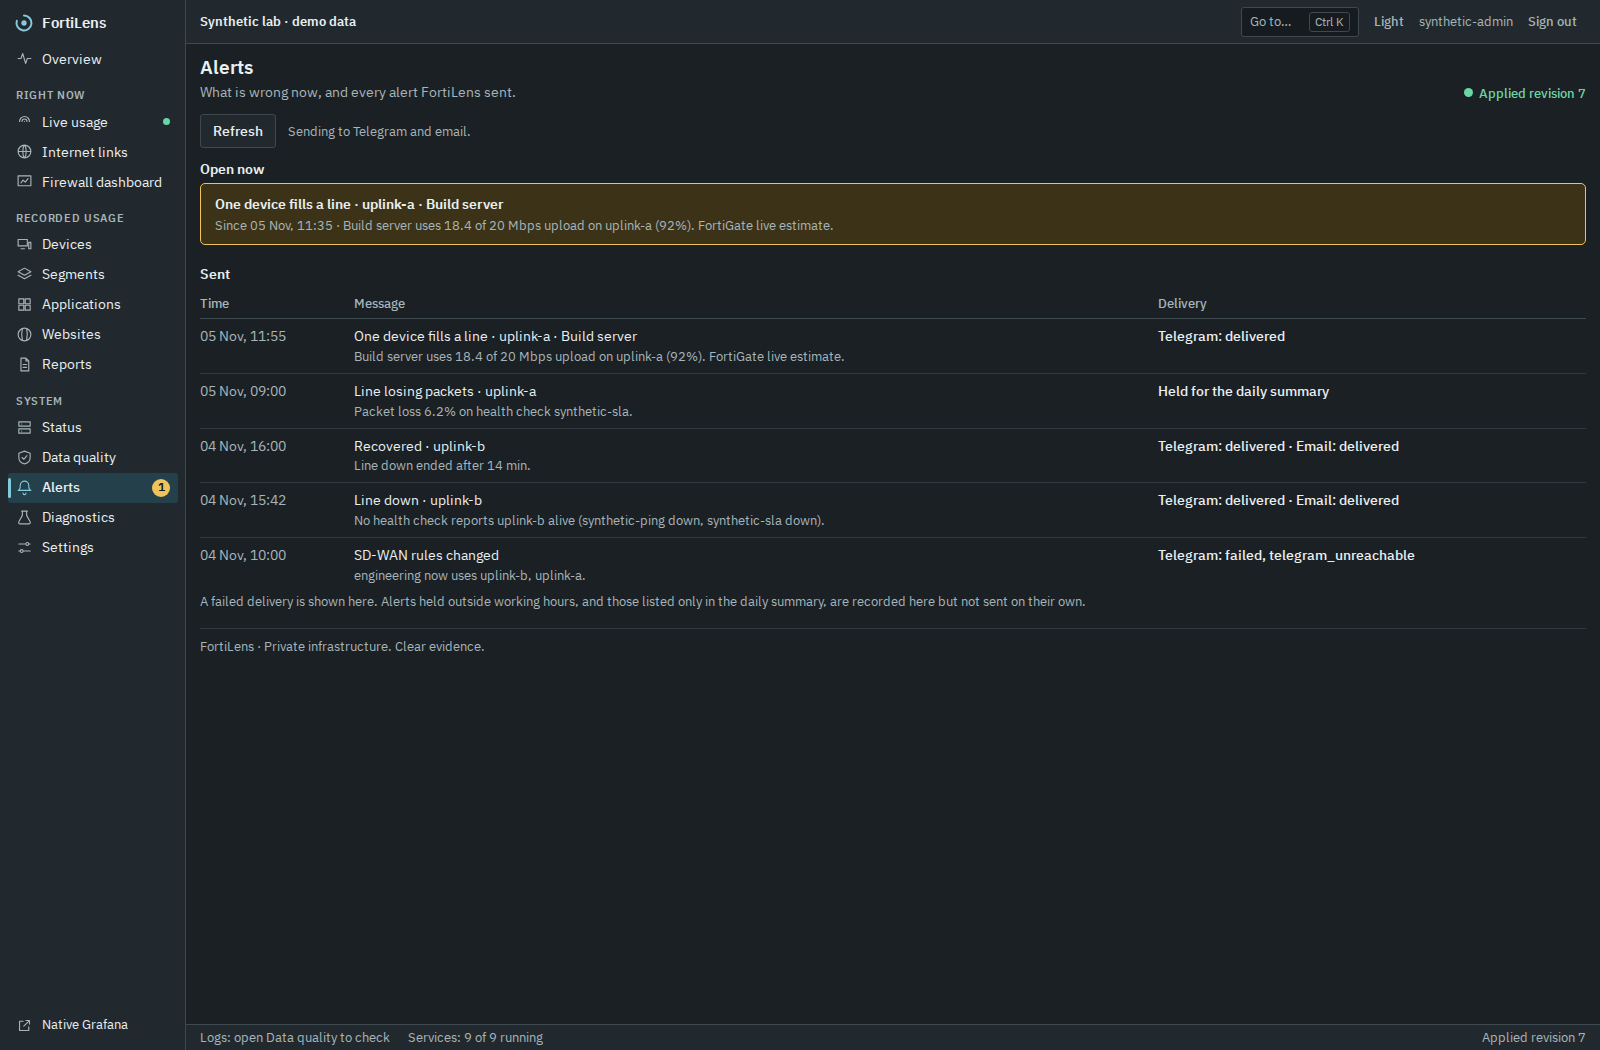 FortiLens
Overview
RIGHT NOW
Live usage
Internet links
Firewall dashboard
RECORDED USAGE
Devices
Segments
Applications
Websites
Reports
SYSTEM
Status
Data quality
Alerts 1
Diagnostics
Settings
Native Grafana
Synthetic lab · demo data
Go to... Ctrl K Light synthetic-admin Sign out
Alerts
What is wrong now, and every alert FortiLens sent.
Applied revision 7
Refresh Sending to Telegram and email.
Open now
One device fills a line · uplink-a · Build server
Since 05 Nov, 11:35 · Build server uses 18.4 of 20 Mbps upload on uplink-a (92%). FortiGate live estimate.
Sent
Time Message Delivery
05 Nov, 11:55 One device fills a line · uplink-a · Build server Telegram: delivered
Build server uses 18.4 of 20 Mbps upload on uplink-a (92%). FortiGate live estimate.
05 Nov, 09:00 Line losing packets · uplink-a Held for the daily summary
Packet loss 6.2% on health check synthetic-sla.
04 Nov, 16:00 Recovered · uplink-b Telegram: delivered · Email: delivered
Line down ended after 14 min.
04 Nov, 15:42 Line down · uplink-b Telegram: delivered · Email: delivered
No health check reports uplink-b alive (synthetic-ping down, synthetic-sla down).
04 Nov, 10:00 SD-WAN rules changed Telegram: failed, telegram_unreachable
engineering now uses uplink-b, uplink-a.
A failed delivery is shown here. Alerts held outside working hours, and those listed only in the daily summary, are recorded here but not sent on their own.
FortiLens · Private infrastructure. Clear evidence.
Logs: open Data quality to check Services: 9 of 9 running Applied revision 7